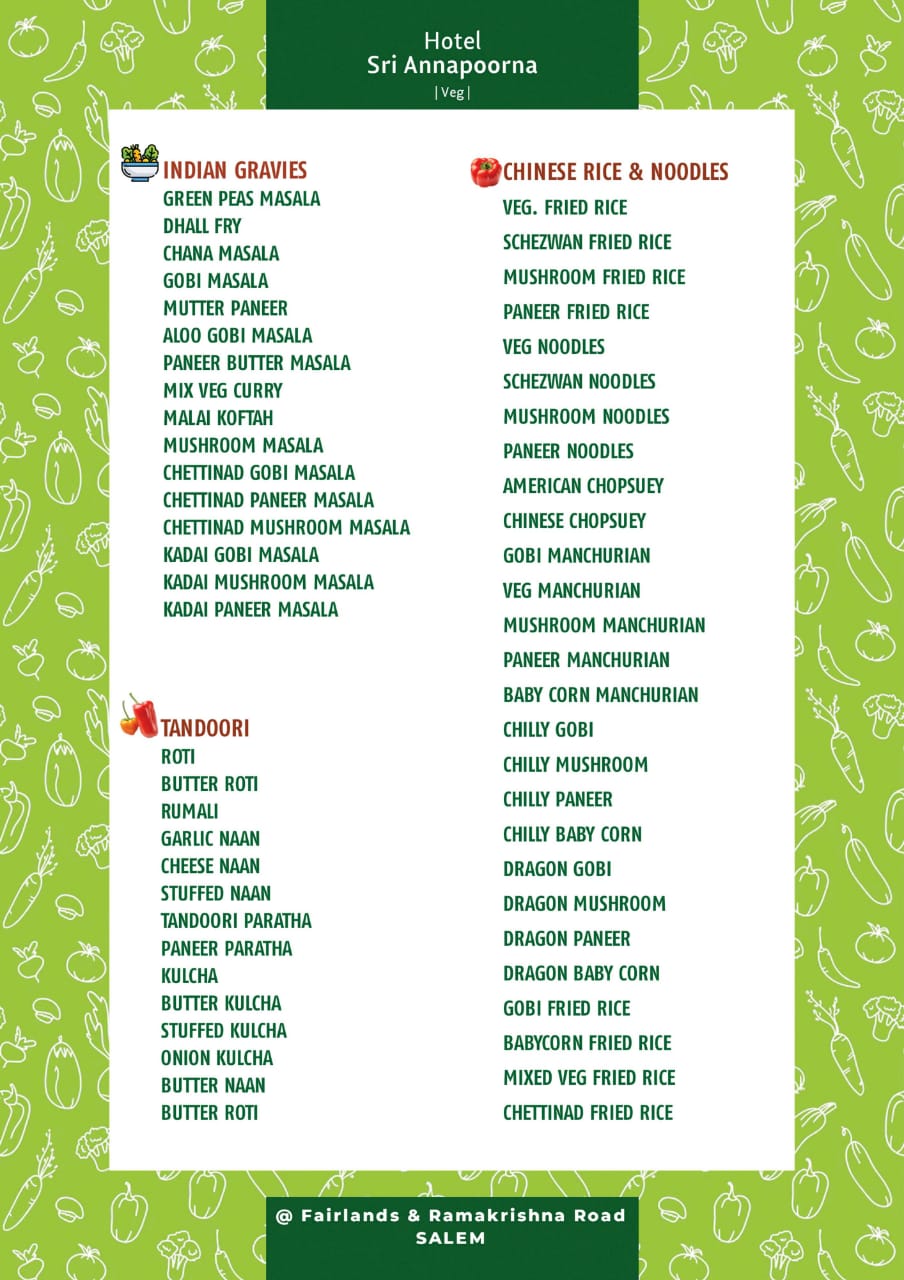 Hotel
Sri Annapoorna
| Veg |
INDIAN GRAVIES
GREEN PEAS MASALA
DHALL FRY
CHANA MASALA
GOBI MASALA
MUTTER PANEER
ALOO GOBI MASALA
PANEER BUTTER MASALA
MIX VEG CURRY
MALAI KOFTAH
MUSHROOM MASALA
CHETTINAD GOBI MASALA
CHETTINAD PANEER MASALA
CHETTINAD MUSHROOM MASALA
KADAI GOBI MASALA
KADAI MUSHROOM MASALA
KADAI PANEER MASALA
TANDOORI
ROTI
BUTTER ROTI
RUMALI
GARLIC NAAN
CHEESE NAAN
STUFFED NAAN
TANDOORI PARATHA
PANEER PARATHA
KULCHA
BUTTER KULCHA
STUFFED KULCHA
ONION KULCHA
BUTTER NAAN
BUTTER ROTI
CHINESE RICE & NOODLES
VEG. FRIED RICE
SCHEZWAN FRIED RICE
MUSHROOM FRIED RICE
PANEER FRIED RICE
VEG NOODLES
SCHEZWAN NOODLES
MUSHROOM NOODLES
PANEER NOODLES
AMERICAN CHOPSUEY
CHINESE CHOPSUEY
GOBI MANCHURIAN
VEG MANCHURIAN
MUSHROOM MANCHURIAN
PANEER MANCHURIAN
BABY CORN MANCHURIAN
CHILLY GOBI
CHILLY MUSHROOM
CHILLY PANEER
CHILLY BABY CORN
DRAGON GOBI
DRAGON MUSHROOM
DRAGON PANEER
DRAGON BABY CORN
GOBI FRIED RICE
BABYCORN FRIED RICE
MIXED VEG FRIED RICE
CHETTINAD FRIED RICE
@ Fairlands & Ramakrishna Road
SALEM